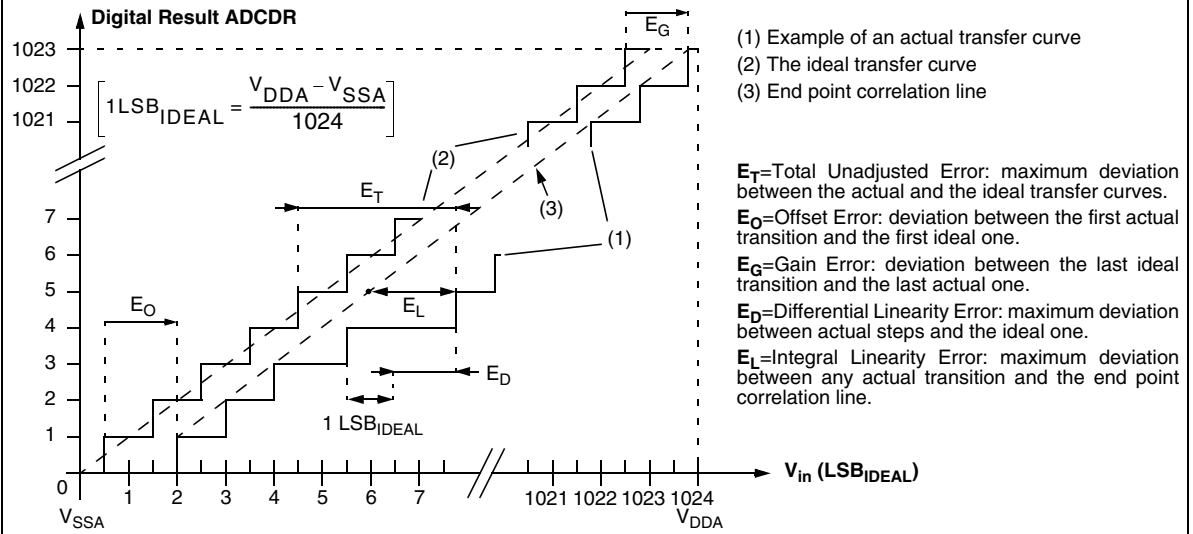 Digital Result ADCDR
E_G
1023
1022
1021
[1LSB_IDEAL = (V_DDA − V_SSA) / 1024]
(2)
E_T
(3)
7
6
5
4
3
2
1
(1)
E_O
E_L
E_D
1 LSB_IDEAL
0
1 2 3 4 5 6 7 1021 1022 1023 1024
V_in (LSB_IDEAL)
V_SSA
V_DDA
(1) Example of an actual transfer curve
(2) The ideal transfer curve
(3) End point correlation line
E_T=Total Unadjusted Error: maximum deviation
between the actual and the ideal transfer curves.
E_O=Offset Error: deviation between the first actual
transition and the first ideal one.
E_G=Gain Error: deviation between the last ideal
transition and the last actual one.
E_D=Differential Linearity Error: maximum deviation
between actual steps and the ideal one.
E_L=Integral Linearity Error: maximum deviation
between any actual transition and the end point
correlation line.